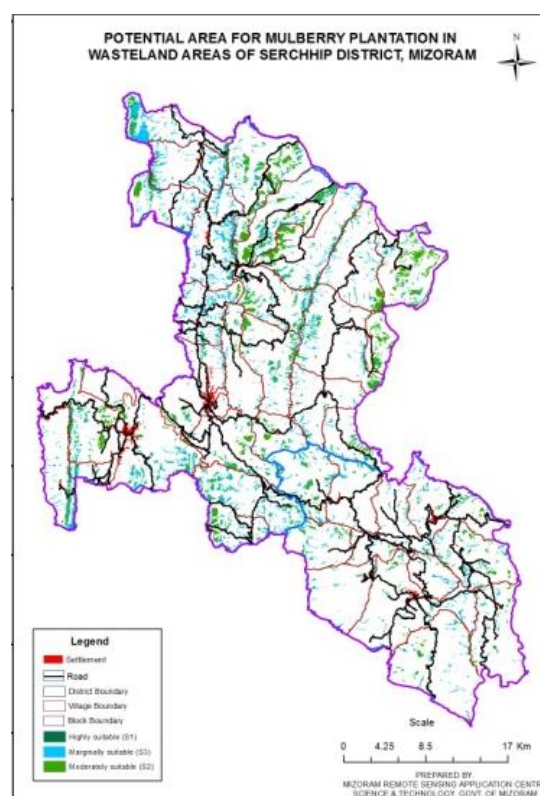 POTENTIAL AREA FOR MULBERRY PLANTATION IN
WASTELAND AREAS OF SERCHHIP DISTRICT, MIZORAM
N
Legend
Settlement
Road
District Boundary
Village Boundary
Block Boundary
Highly suitable (S1)
Marginally suitable (S3)
Moderately suitable (S2)
Scale
0 4.25 8.5 17 Km
PREPARED BY
MIZORAM REMOTE SENSING APPLICATION CENTR
SCIENCE & TECHNOLOGY, GOVT. OF MIZORAM